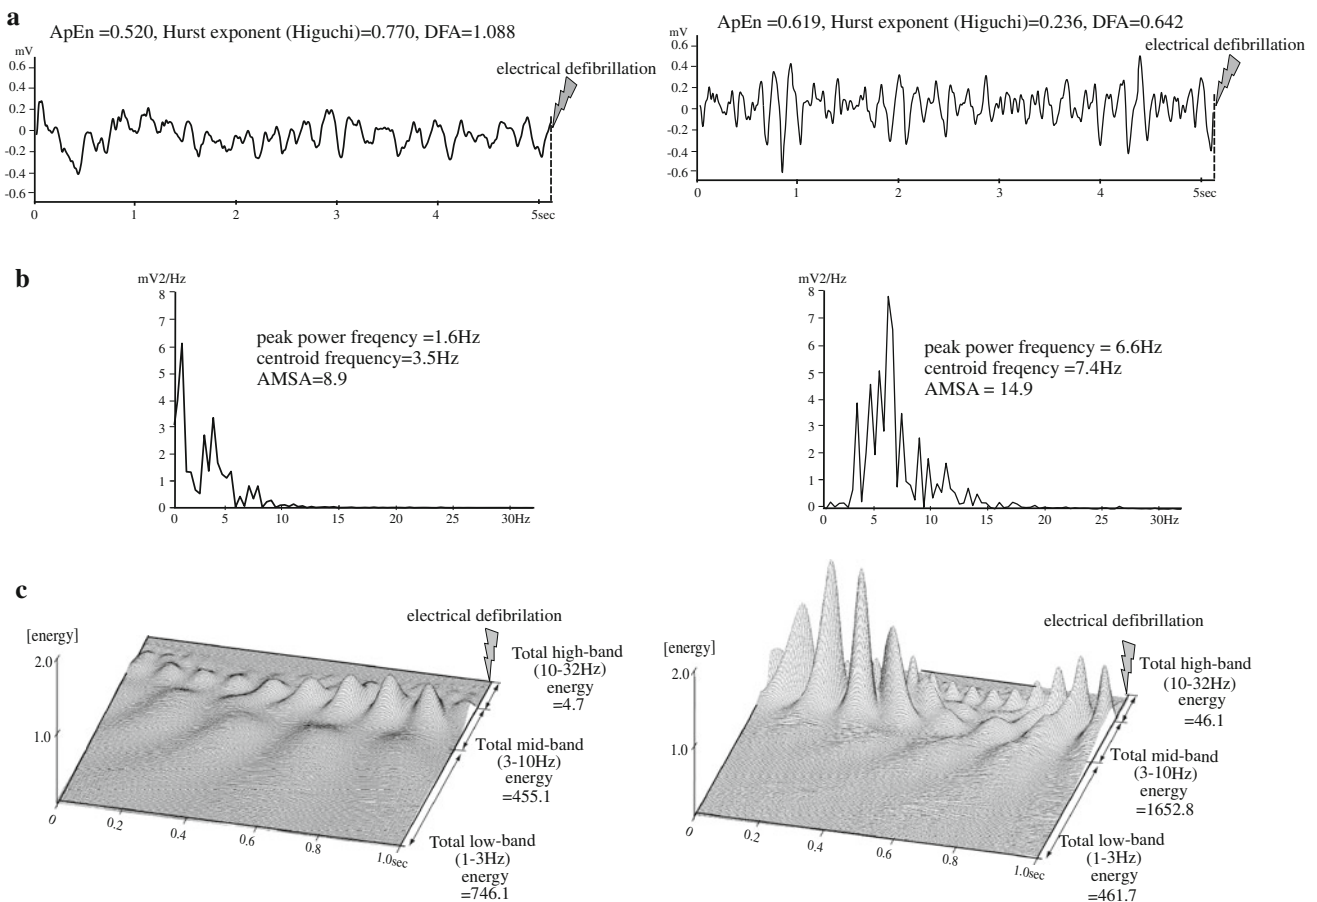 a
ApEn =0.520, Hurst exponent (Higuchi)=0.770, DFA=1.088
mV
0.6
0.4
0.2
0
-0.2
-0.4
-0.6
0 1 2 3 4 5sec
electrical defibrillation
ApEn =0.619, Hurst exponent (Higuchi)=0.236, DFA=0.642
mV
0.6
0.4
0.2
0
-0.2
-0.4
-0.6
0 1 2 3 4 5sec
electrical defibrillation
b
mV2/Hz
8
7
6
5
4
3
2
1
0
0 5 10 15 20 25 30Hz
peak power freqency =1.6Hz
centroid frequency=3.5Hz
AMSA=8.9
mV2/Hz
8
7
6
5
4
3
2
1
0
0 5 10 15 20 25 30Hz
peak power frequency = 6.6Hz
centroid freqency =7.4Hz
AMSA = 14.9
c
[energy]
2.0
1.0
0 0.2 0.4 0.6 0.8 1.0sec
electrical defibrilation
Total high-band
(10-32Hz)
energy
=4.7
Total mid-band
(3-10Hz)
energy
=455.1
Total low-band
(1-3Hz)
energy
=746.1
[energy]
2.0
1.0
0 0.2 0.4 0.6 0.8 1.0sec
electrical defibrillation
Total high-band
(10-32Hz)
energy
=46.1
Total mid-band
(3-10Hz)
energy
=1652.8
Total low-band
(1-3Hz)
energy
=461.7